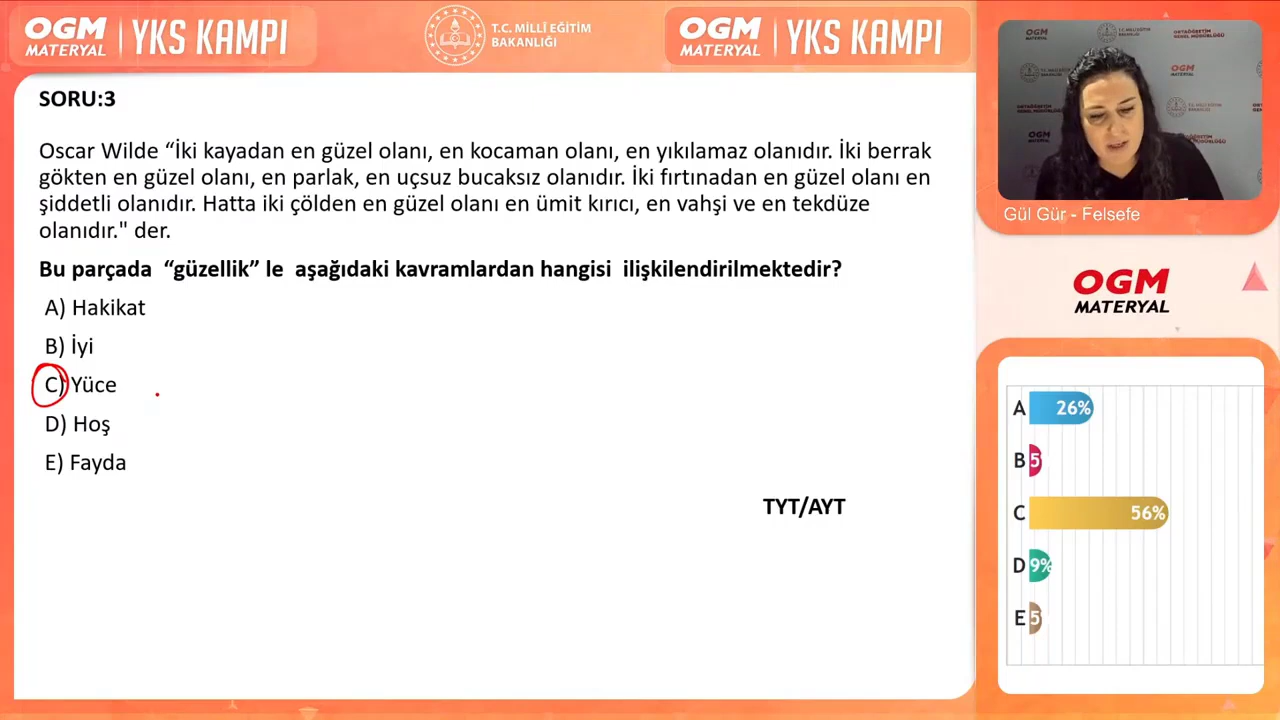 OGM MATERYAL | YKS KAMPI
T.C. MİLLÎ EĞİTİM BAKANLIĞI
OGM MATERYAL | YKS KAMPI
SORU:3
Oscar Wilde “İki kayadan en güzel olanı, en kocaman olanı, en yıkılamaz olanıdır. İki berrak
gökten en güzel olanı, en parlak, en uçsuz bucaksız olanıdır. İki fırtınadan en güzel olanı en
şiddetli olanıdır. Hatta iki çölden en güzel olanı en ümit kırıcı, en vahşi ve en tekdüze
olanıdır." der.
Bu parçada “güzellik” le aşağıdaki kavramlardan hangisi ilişkilendirilmektedir?
A) Hakikat
B) İyi
C) Yüce
D) Hoş
E) Fayda
TYT/AYT
Gül Gür - Felsefe
OGM
MATERYAL
A 26%
B 5
C 56%
D 9%
E 5